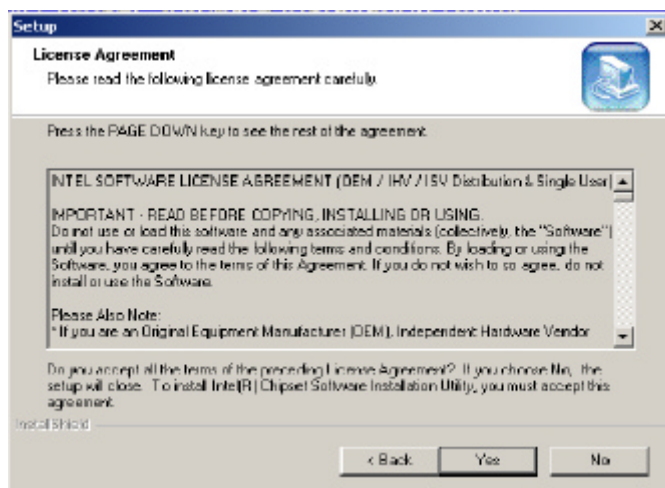 Setup
License Agreement
Please read the following license agreement carefully.
Press the PAGE DOWN key to see the rest of the agreement.
INTEL SOFTWARE LICENSE AGREEMENT (OEM / IHV / ISV Distribution & Single User)
IMPORTANT - READ BEFORE COPYING, INSTALLING OR USING.
Do not use or load this software and any associated materials (collectively, the "Software")
until you have carefully read the following terms and conditions. By loading or using the
Software, you agree to the terms of this Agreement. If you do not wish to so agree, do not
install or use the Software.
Please Also Note:
* If you are an Original Equipment Manufacturer (OEM), Independent Hardware Vendor
Do you accept all the terms of the preceding License Agreement? If you choose No, the
setup will close. To install Intel(R) Chipset Software Installation Utility, you must accept this
agreement.
InstallShield
< Back
Yes
No